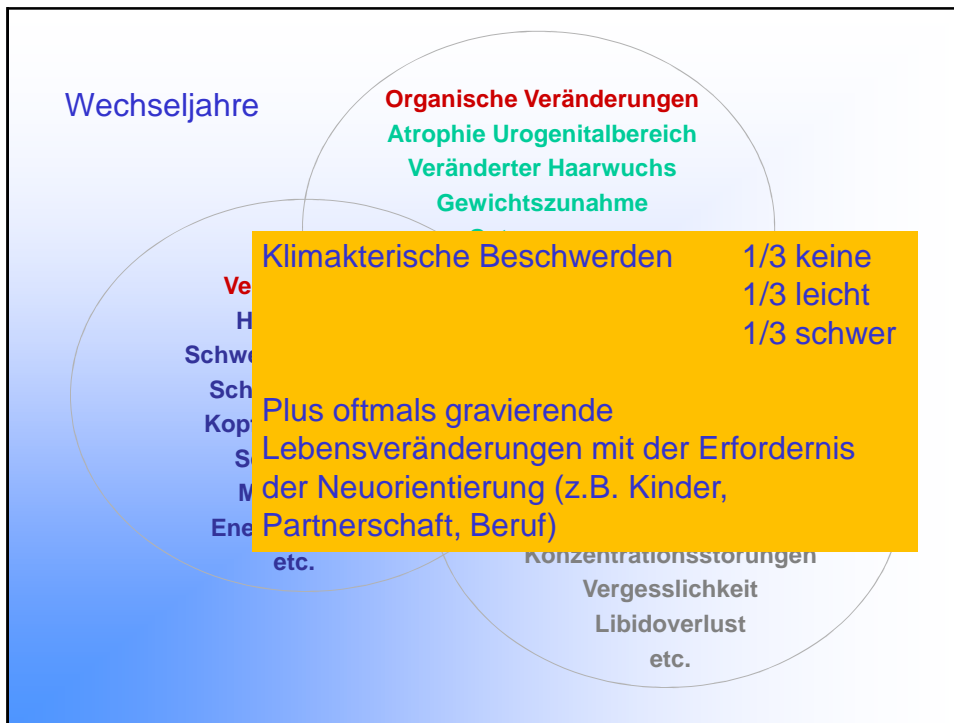 Wechseljahre
Organische Veränderungen
Atrophie Urogenitalbereich
Veränderter Haarwuchs
Gewichtszunahme
Klimakterische Beschwerden 1/3 keine
1/3 leicht
1/3 schwer
Plus oftmals gravierende
Lebensveränderungen mit der Erfordernis
der Neuorientierung (z.B. Kinder,
Partnerschaft, Beruf)
etc.
Konzentrationsstörungen
Vergesslichkeit
Libidoverlust
etc.